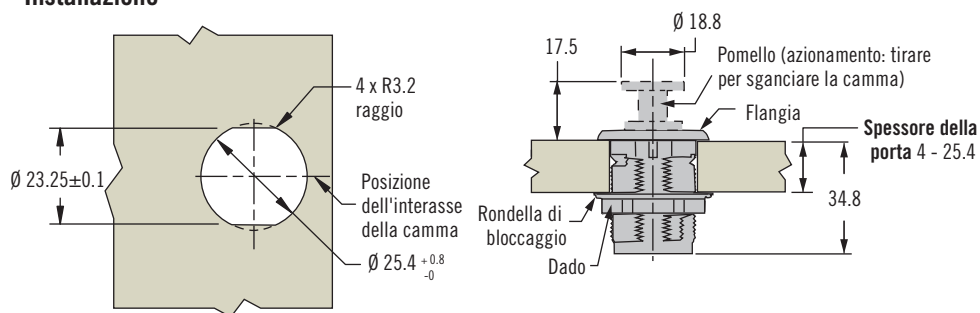 Installazione
4 x R3.2
raggio
Ø 23.25±0.1
Posizione
dell'interasse
della camma
Ø 25.4 +0.8
-0
Ø 18.8
17.5
Pomello (azionamento: tirare
per sganciare la camma)
Flangia
Spessore della
porta 4 - 25.4
34.8
Rondella di
bloccaggio
Dado